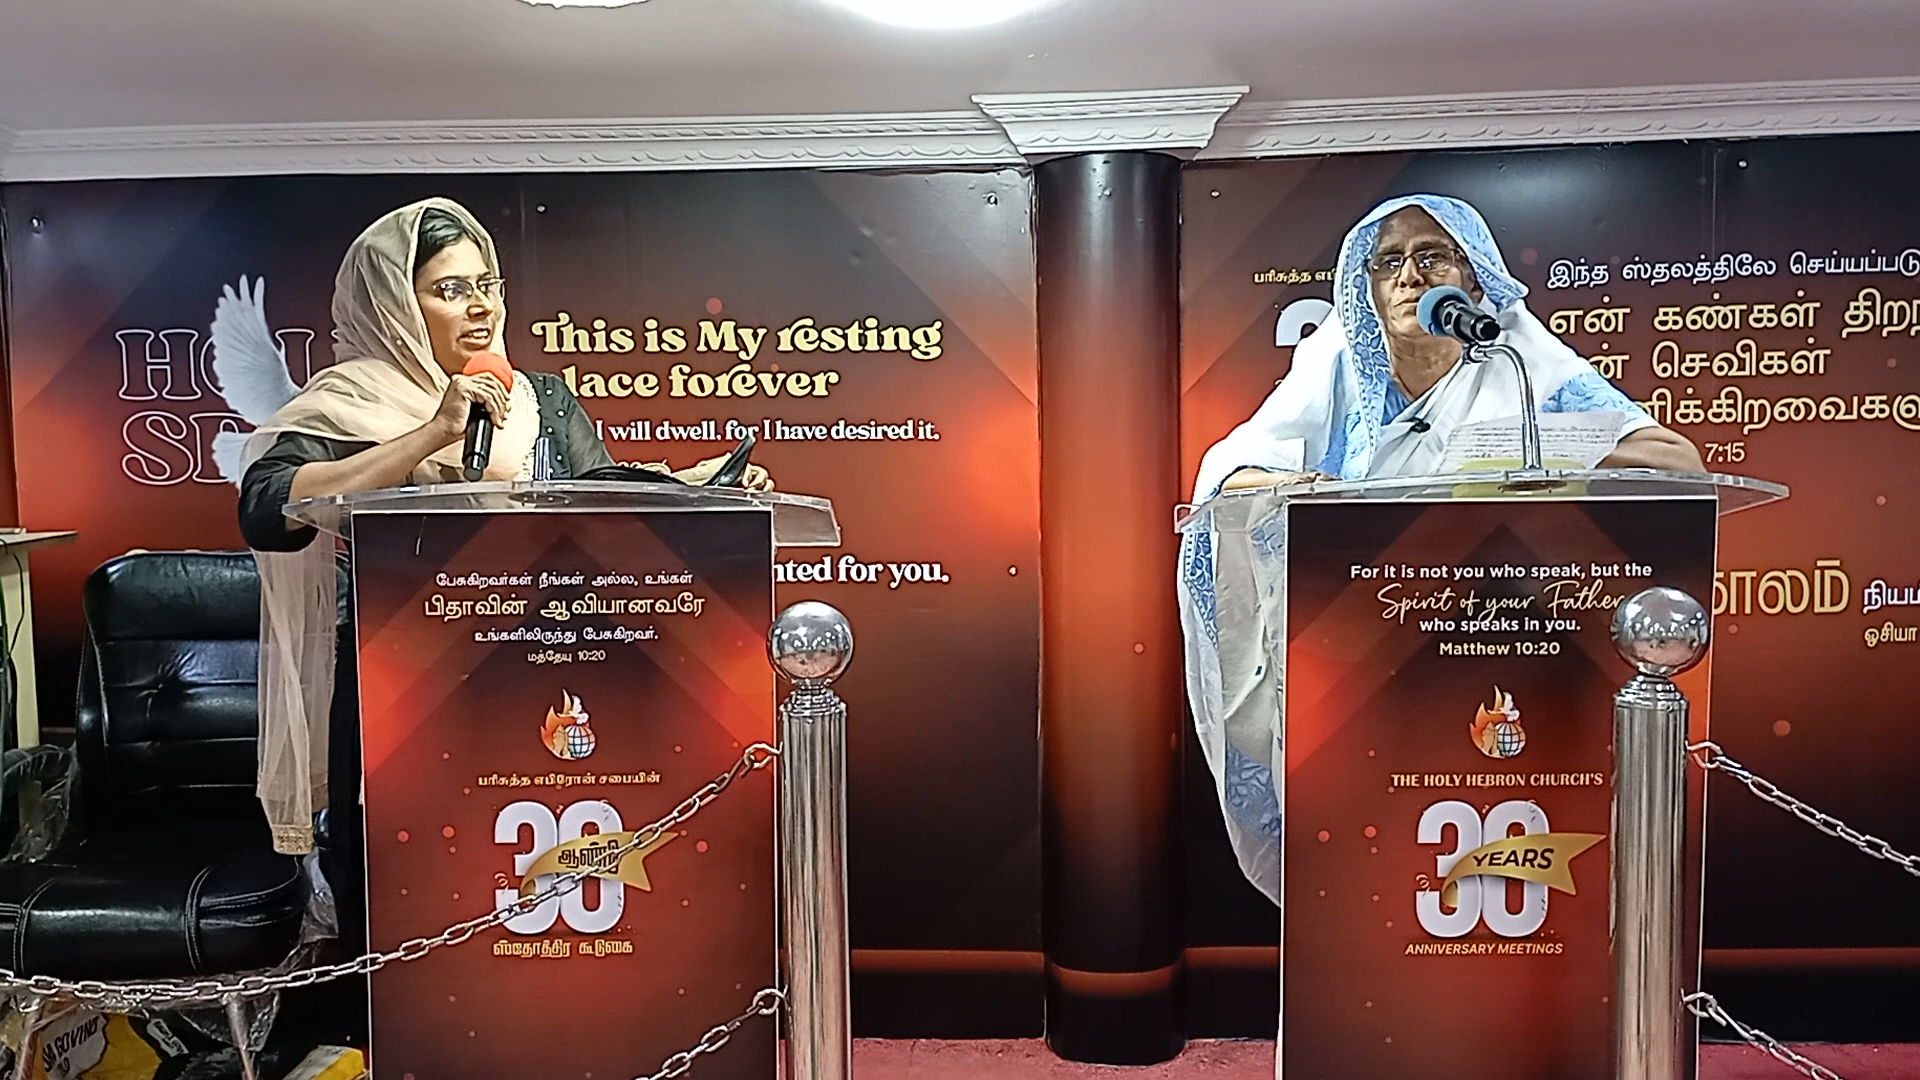 This is My resting
lace forever
I will dwell, for I have desired it.
nted for you.
பரிசுத்த
இந்த ஸ்தலத்திலே செய்யப்படு
என் கண்கள்
செவிகள்
7:15
பேசுகிறவர்கள் நீங்கள் அல்ல, உங்கள்
பிதாவின் ஆவியானவரே
உங்களிலிருந்து பேசுகிறவர்.
மத்தேயு 10:20
பரிசுத்த எபிரோன் சபையின்
30
ஆண்டு
ஸ்தோத்திர கூடுகை
For it is not you who speak, but the
Spirit of your Father
who speaks in you.
Matthew 10:20
THE HOLY HEBRON CHURCH'S
30
YEARS
ANNIVERSARY MEETINGS